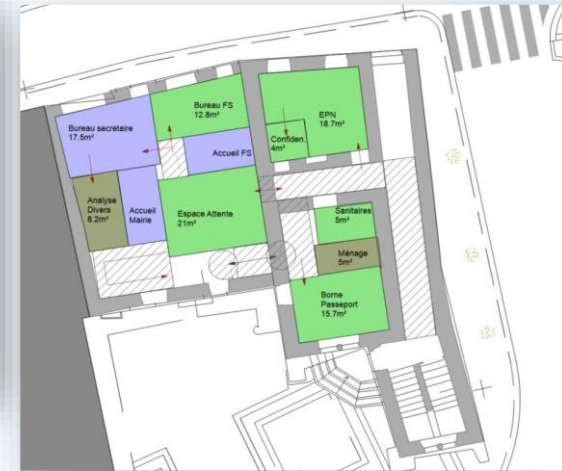 Bureau FS
12.8m²
EPN
18.7m²
Bureau secrétaire
17.5m²
Confiden.
4m²
Accueil FS
Analyse
Divers
8.2m²
Accueil
Mairie
Espace Attente
21m²
Sanitaires
5m²
Ménage
5m²
Borne
Passeport
15.7m²